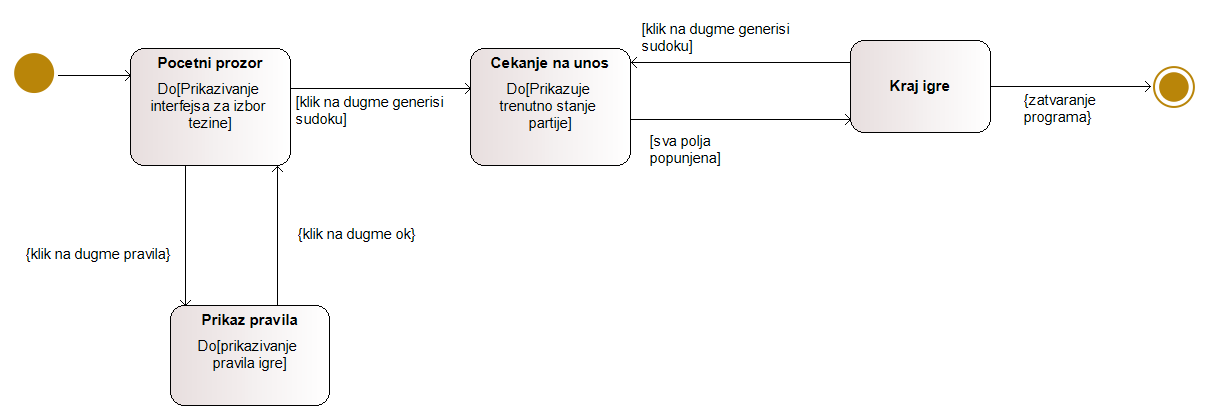 Pocetni prozor
Do[Prikazivanje
interfejsa za izbor
tezine]
[klik na dugme generisi
sudoku]
Cekanje na unos
Do[Prikazuje
trenutno stanje
partije]
[klik na dugme generisi
sudoku]
[sva polja
popunjena]
Kraj igre
{zatvaranje
programa}
{klik na dugme pravila}
{klik na dugme ok}
Prikaz pravila
Do[prikazivanje
pravila igre]